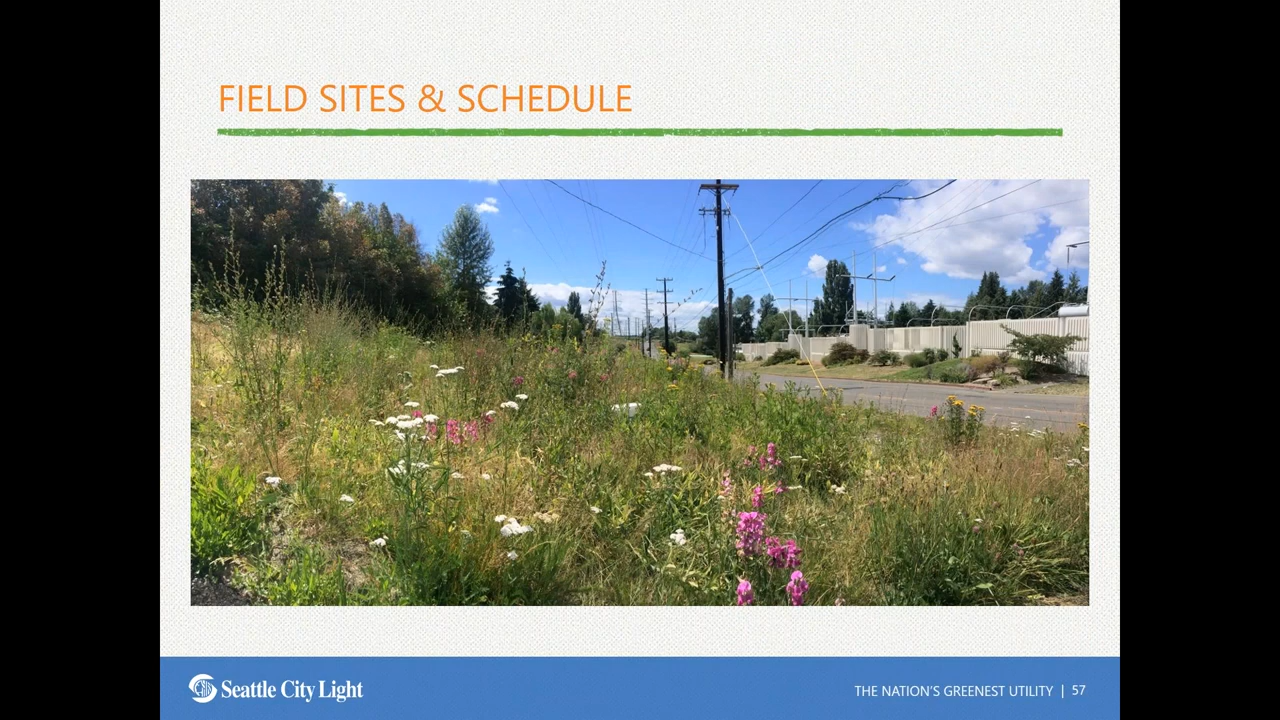 FIELD SITES & SCHEDULE
Seattle City Light
THE NATION'S GREENEST UTILITY | 57